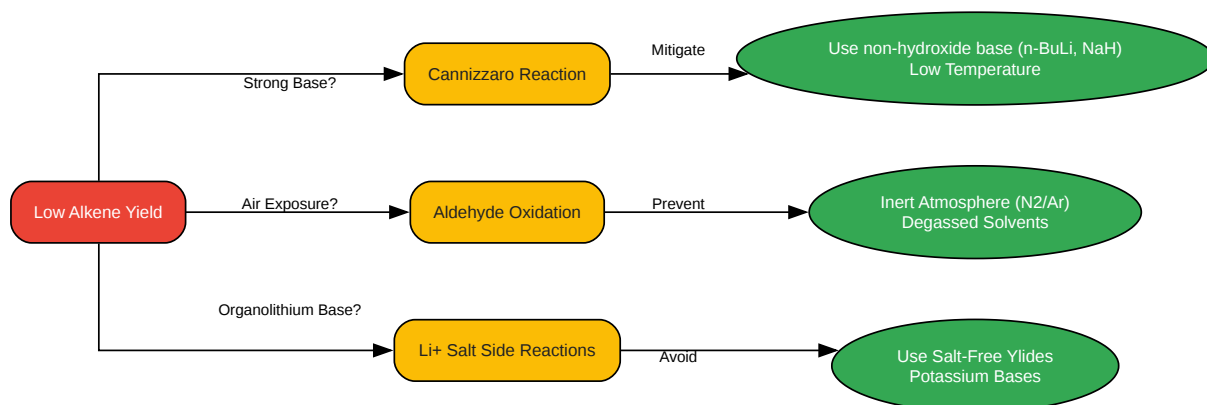 Strong Base?
Cannizzaro Reaction
Mitigate
Use non-hydroxide base (n-BuLi, NaH)
Low Temperature
Low Alkene Yield
Air Exposure?
Aldehyde Oxidation
Prevent
Inert Atmosphere (N2/Ar)
Degassed Solvents
Organolithium Base?
Li+ Salt Side Reactions
Avoid
Use Salt-Free Ylides
Potassium Bases